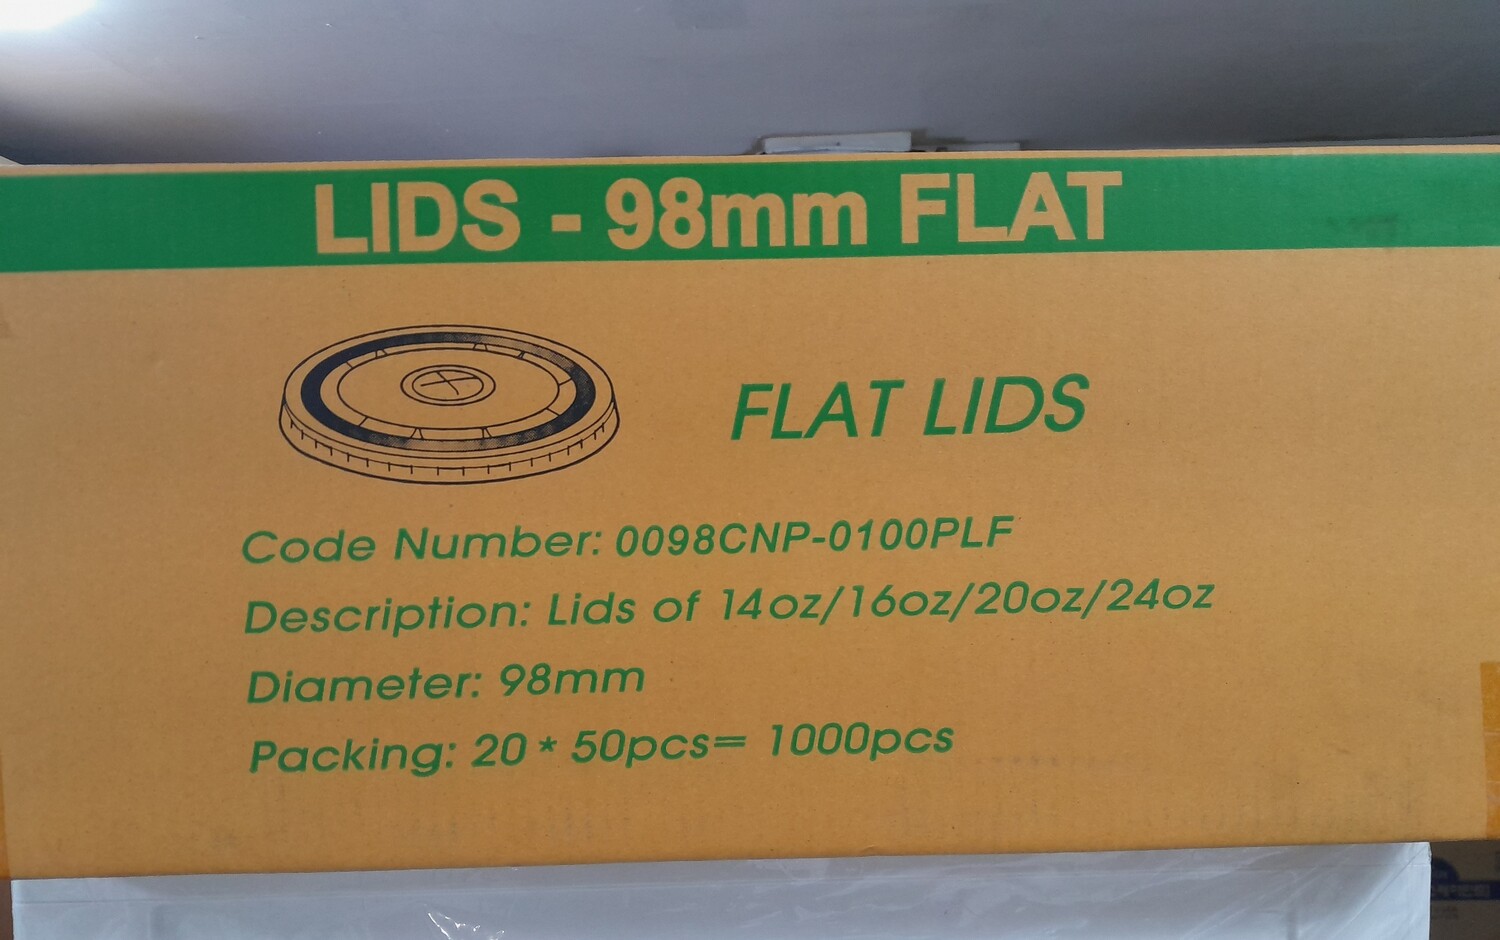 LIDS - 98mm FLAT
FLAT LIDS
Code Number: 0098CNP-0100PLF
Description: Lids of 14oz/16oz/20oz/24oz
Diameter: 98mm
Packing: 20 * 50pcs= 1000pcs